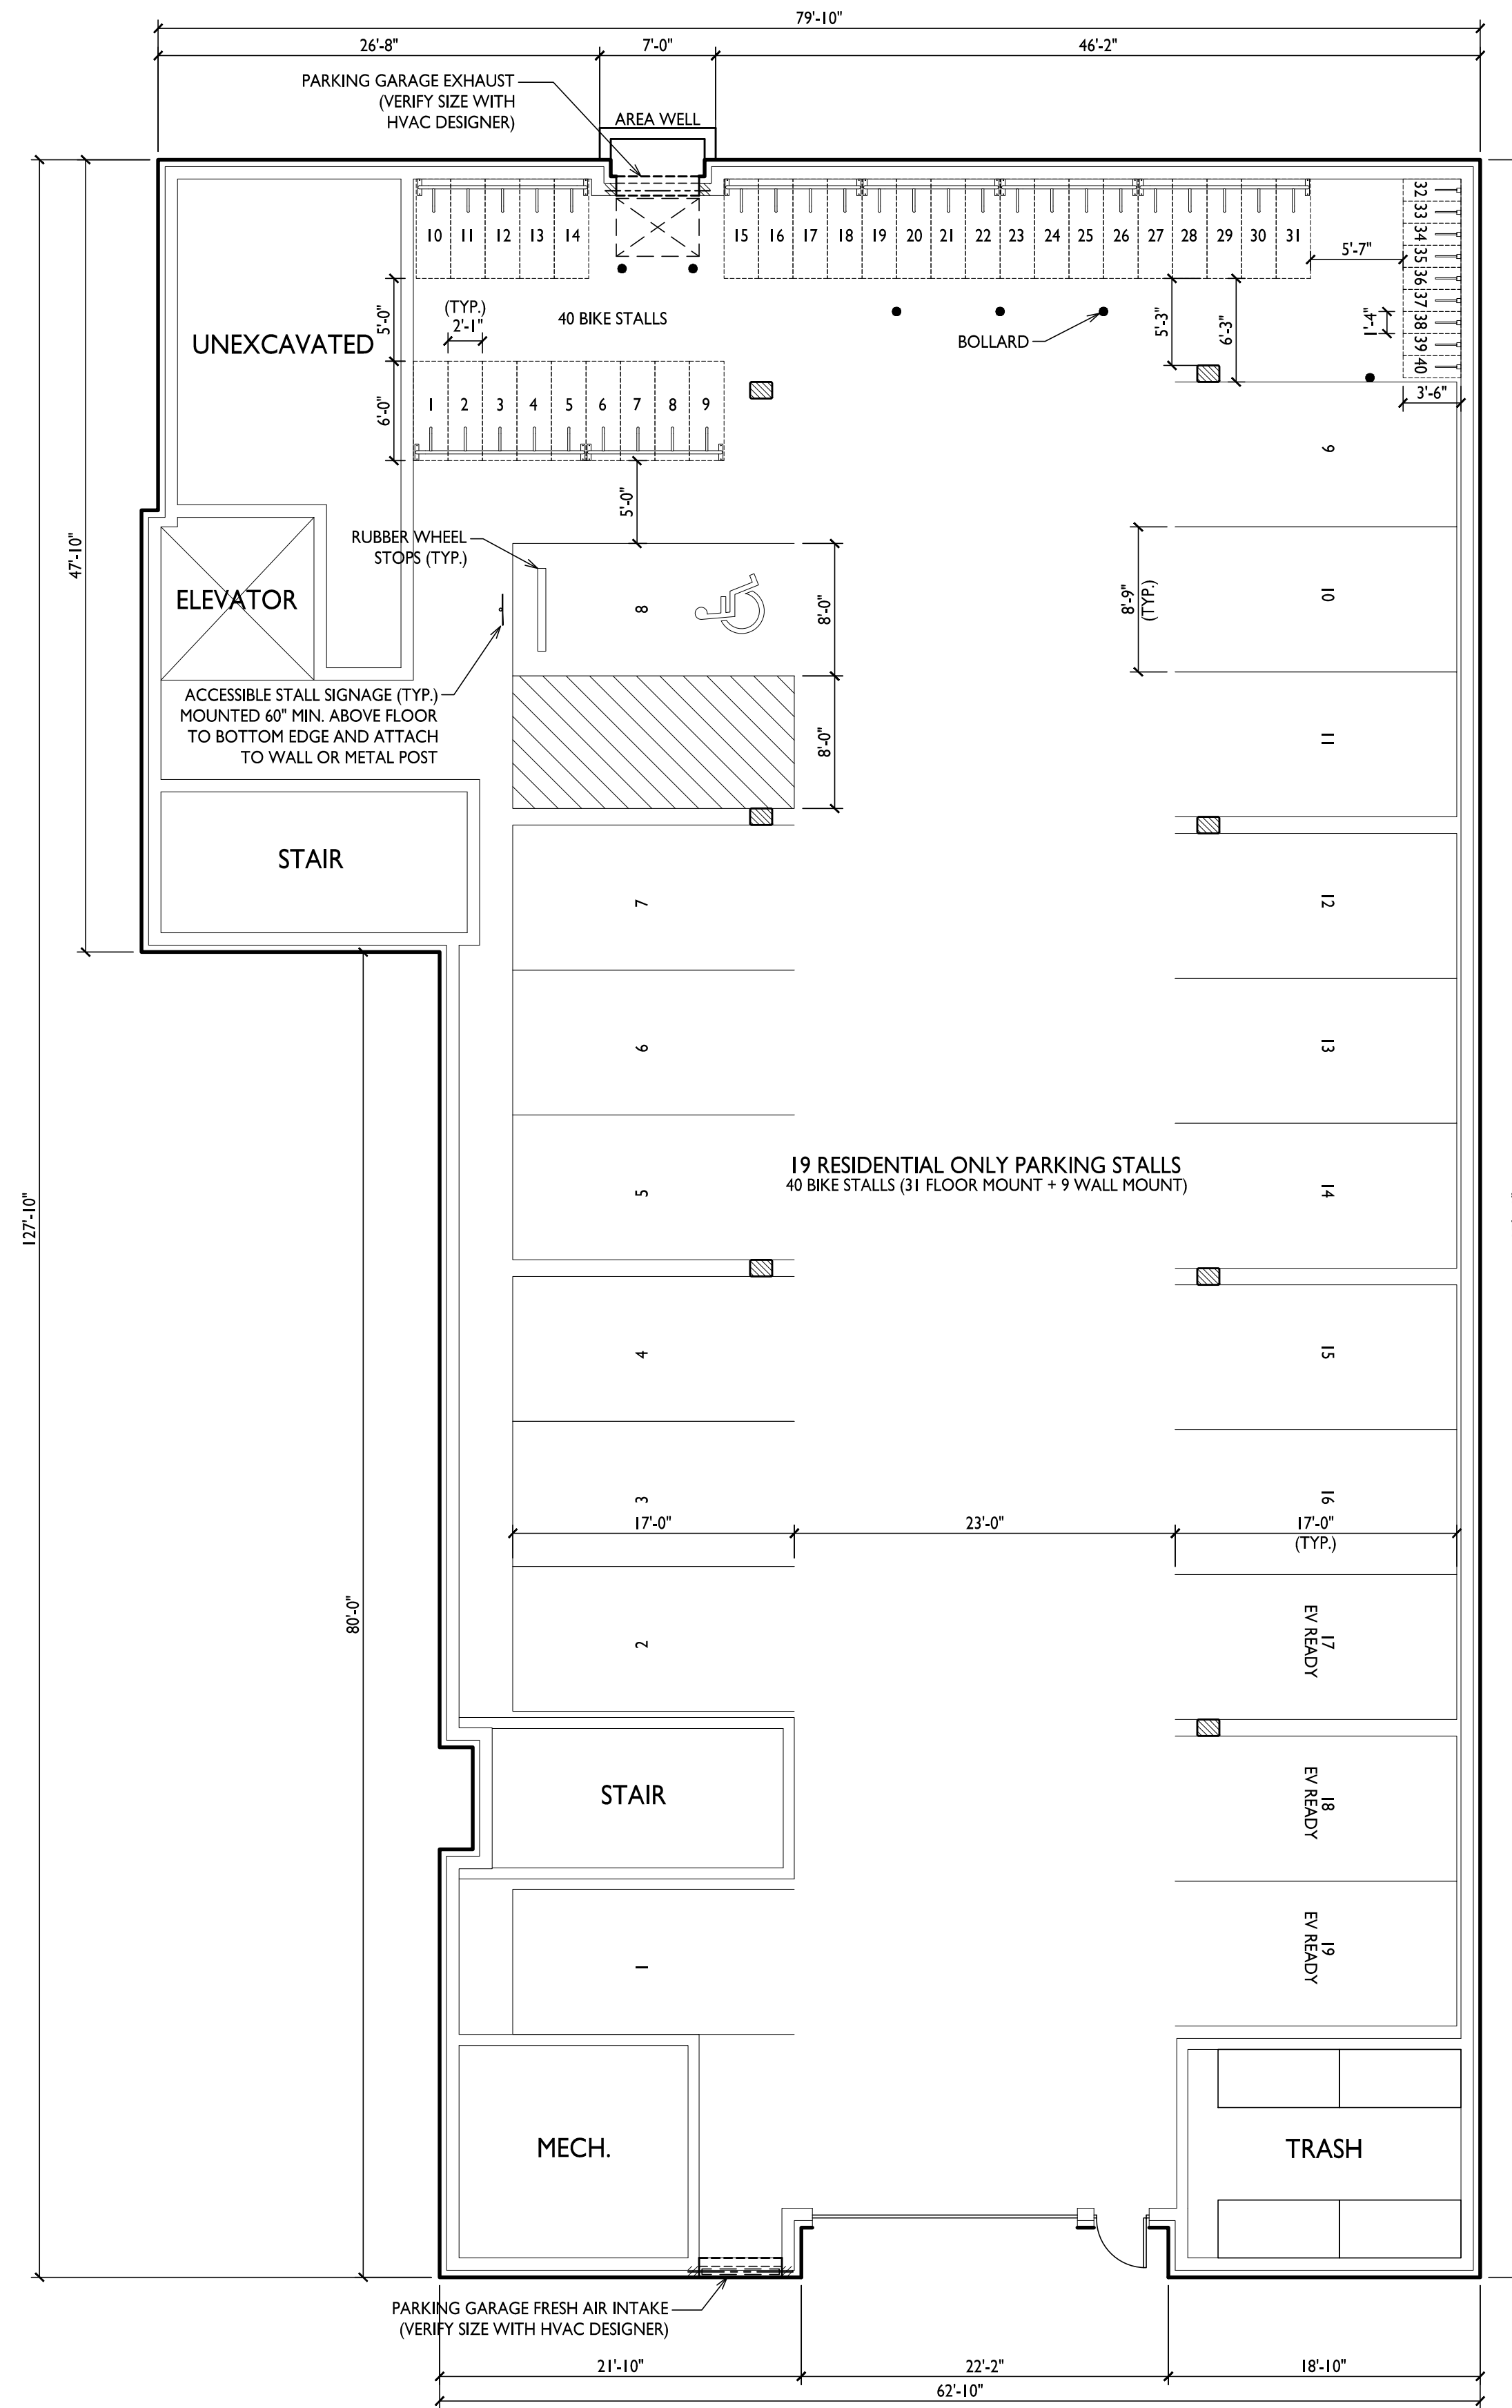 79'-10"
26'-8"
7'-0"
46'-2"
PARKING GARAGE EXHAUST
(VERIFY SIZE WITH
HVAC DESIGNER)
AREA WELL
10 11 12 13 14
15 16 17 18 19 20 21 22 23 24 25 26 27 28 29 30 31
32
33
34
35
36
37
38
39
40
5'-7"
UNEXCAVATED
5'-0"
(TYP.)
2'-1"
40 BIKE STALLS
BOLLARD
5'-3"
6'-3"
1'-4"
3'-6"
6'-0"
1 2 3 4 5 6 7 8 9
9
5'-0"
47'-10"
RUBBER WHEEL
STOPS (TYP.)
ELEVATOR
8
8'-0"
8'-9"
(TYP.)
10
ACCESSIBLE STALL SIGNAGE (TYP.)
MOUNTED 60" MIN. ABOVE FLOOR
TO BOTTOM EDGE AND ATTACH
TO WALL OR METAL POST
8'-0"
11
STAIR
7
12
6
13
19 RESIDENTIAL ONLY PARKING STALLS
40 BIKE STALLS (31 FLOOR MOUNT + 9 WALL MOUNT)
5
14
127'-10"
4
15
3
16
17'-0"
23'-0"
17'-0"
(TYP.)
80'-0"
2
17
EV READY
STAIR
18
EV READY
1
19
EV READY
MECH.
TRASH
PARKING GARAGE FRESH AIR INTAKE
(VERIFY SIZE WITH HVAC DESIGNER)
21'-10"
22'-2"
18'-10"
62'-10"